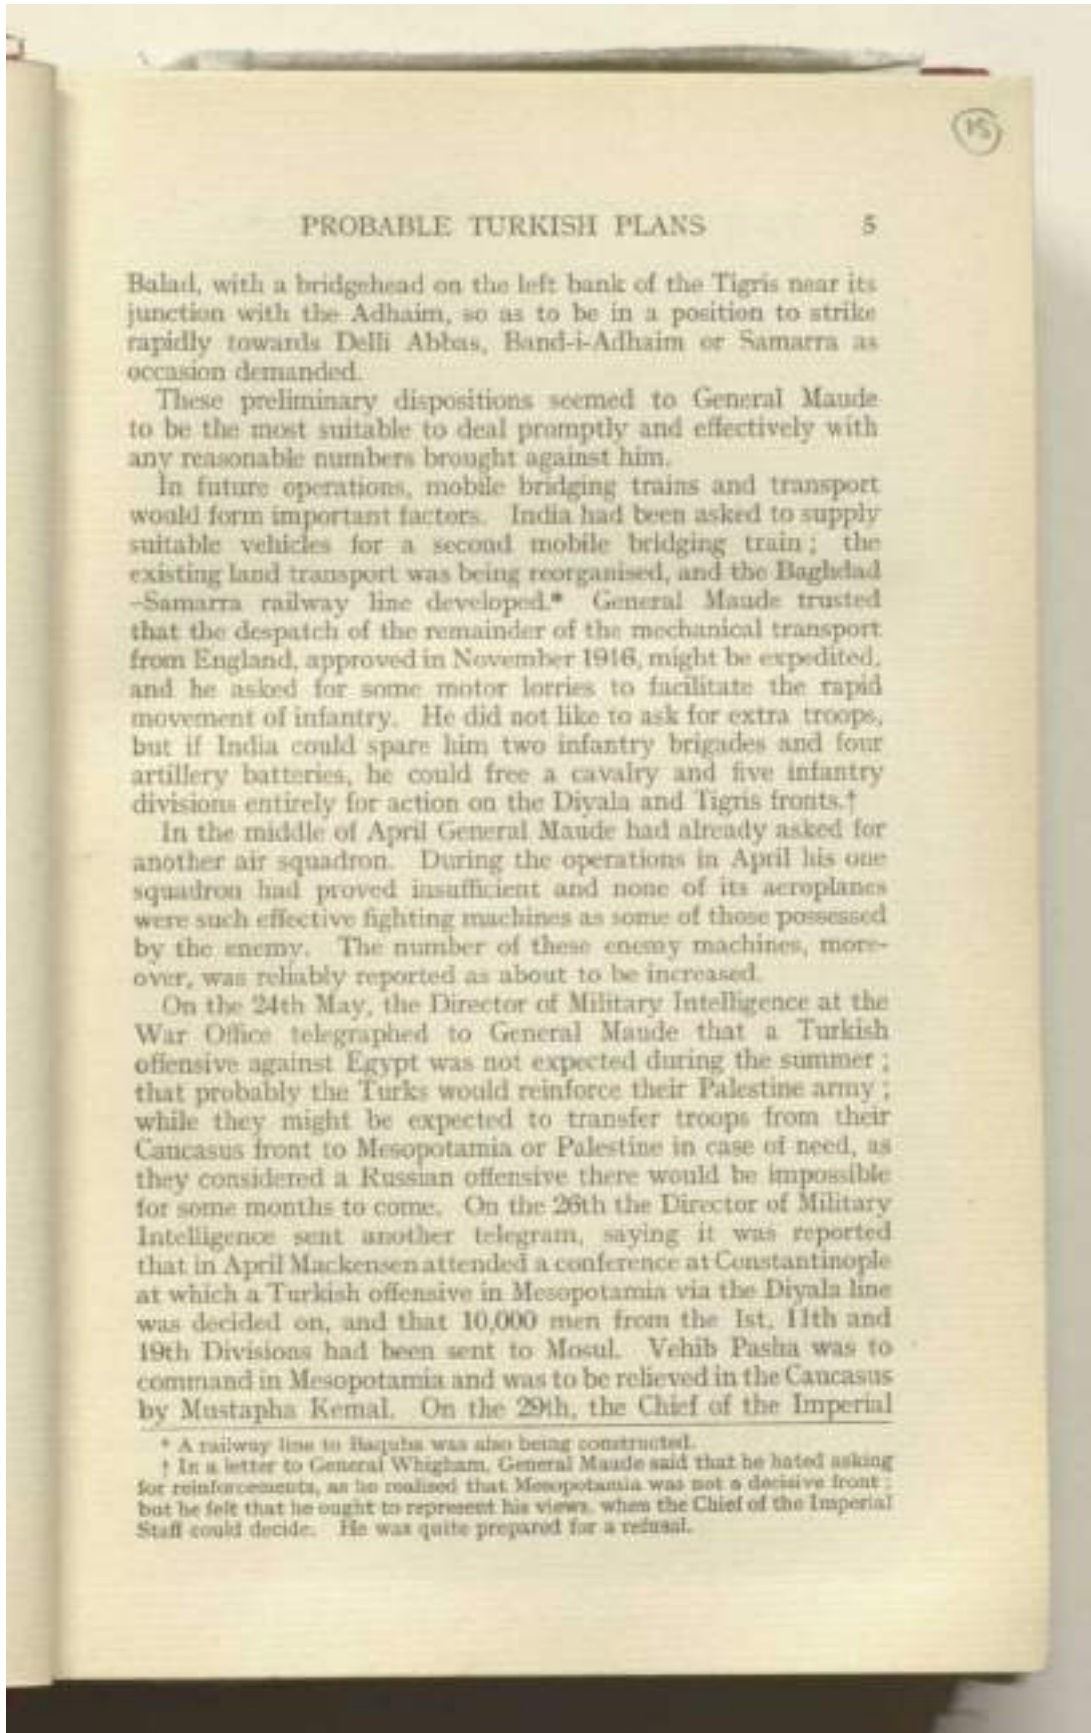 15
PROBABLE TURKISH PLANS 5
Balad, with a bridgehead on the left bank of the Tigris near its
junction with the Adhaim, so as to be in a position to strike
rapidly towards Delli Abbas, Band-i-Adhaim or Samarra as
occasion demanded.
These preliminary dispositions seemed to General Maude
to be the most suitable to deal promptly and effectively with
any reasonable numbers brought against him.
In future operations, mobile bridging trains and transport
would form important factors. India had been asked to supply
suitable vehicles for a second mobile bridging train ; the
existing land transport was being reorganised, and the Baghdad
–Samarra railway line developed.* General Maude trusted
that the despatch of the remainder of the mechanical transport
from England, approved in November 1916, might be expedited,
and he asked for some motor lorries to facilitate the rapid
movement of infantry. He did not like to ask for extra troops,
but if India could spare him two infantry brigades and four
artillery batteries, he could free a cavalry and five infantry
divisions entirely for action on the Diyala and Tigris fronts.†
In the middle of April General Maude had already asked for
another air squadron. During the operations in April his one
squadron had proved insufficient and none of its aeroplanes
were such effective fighting machines as some of those possessed
by the enemy. The number of these enemy machines, more-
over, was reliably reported as about to be increased.
On the 24th May, the Director of Military Intelligence at the
War Office telegraphed to General Maude that a Turkish
offensive against Egypt was not expected during the summer ;
that probably the Turks would reinforce their Palestine army ;
while they might be expected to transfer troops from their
Caucasus front to Mesopotamia or Palestine in case of need, as
they considered a Russian offensive there would be impossible
for some months to come. On the 26th the Director of Military
Intelligence sent another telegram, saying it was reported
that in April Mackensen attended a conference at Constantinople
at which a Turkish offensive in Mesopotamia via the Diyala line
was decided on, and that 10,000 men from the 1st, 11th and
19th Divisions had been sent to Mosul. Vehib Pasha was to
command in Mesopotamia and was to be relieved in the Caucasus
by Mustapha Kemal. On the 29th, the Chief of the Imperial
* A railway line to Baquba was also being constructed.
† In a letter to General Whigham, General Maude said that he hated asking
for reinforcements, as he realised that Mesopotamia was not a decisive front ;
but he felt that he ought to represent his views, when the Chief of the Imperial
Staff could decide. He was quite prepared for a refusal.